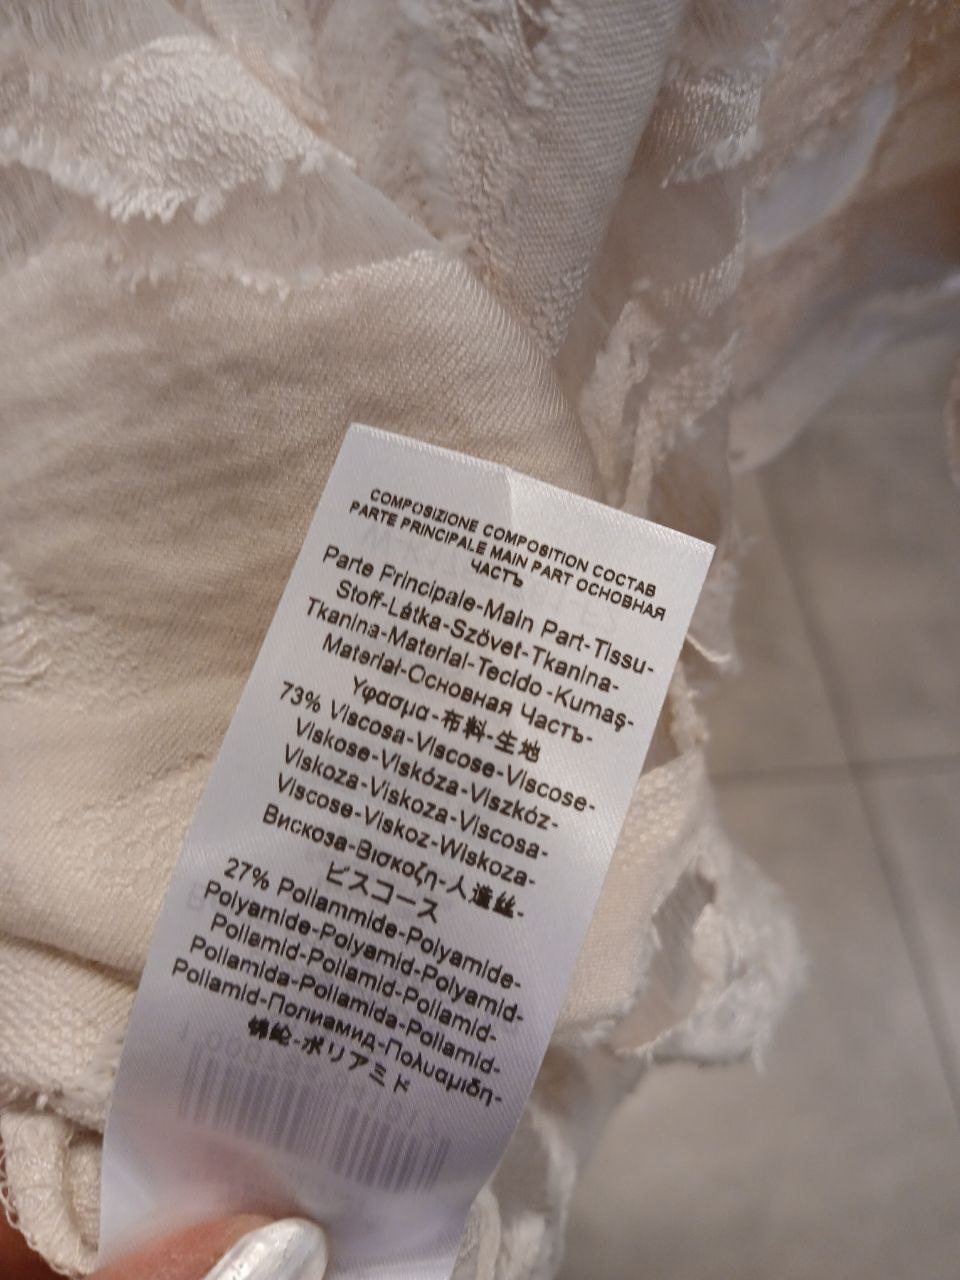 COMPOSIZIONE COMPOSITION СОСТАВ
PARTE PRINCIPALE MAIN PART ОСНОВНАЯ
ЧАСТЬ
Parte Principale-Main Part-Tissu-
Stoff-Látka-Szövet-Tkanina-
Tkanina-Material-Tecido-Kumaş-
Materiał-Основная Часть-
Υφασμα-布料-生地
73% Viscosa-Viscose-Viscose-
Viskose-Viskóza-Viszkóz-
Viskoza-Viskoza-Viscosa-
Viscose-Viskoz-Wiskoza-
Вискоза-Βισκοζη-人造丝-
ビスコース
27% Poliammide-Polyamide-
Polyamide-Polyamid-Polyamid-
Poliamid-Poliamid-Poliamid-
Poliamida-Poliamida-Poliamid-
Poliamid-Полиамид-Πολυαμιδη-
锦纶-ポリアミド